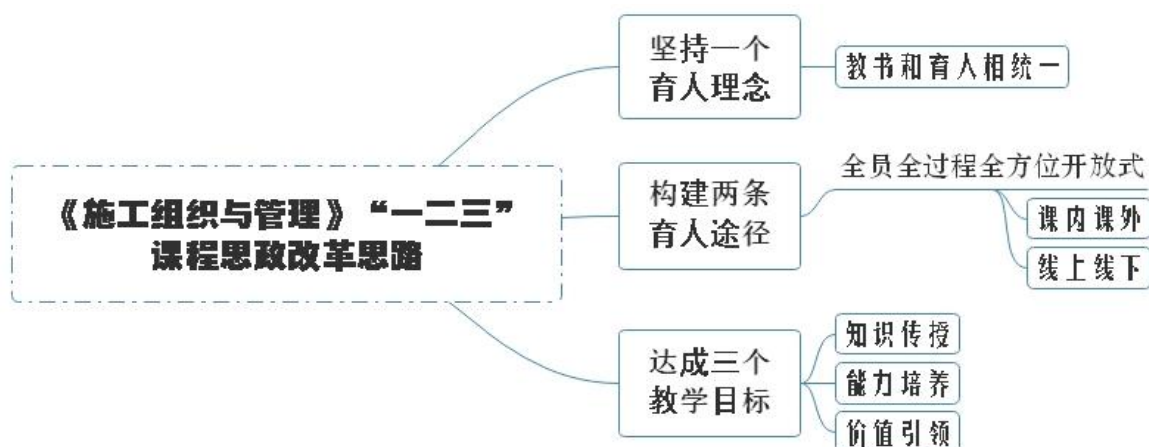 《施工组织与管理》“一二三”
课程思政改革思路
坚持一个
育人理念
教书和育人相统一
构建两条
育人途径
全员全过程全方位开放式
课内课外
线上线下
达成三个
教学目标
知识传授
能力培养
价值引领